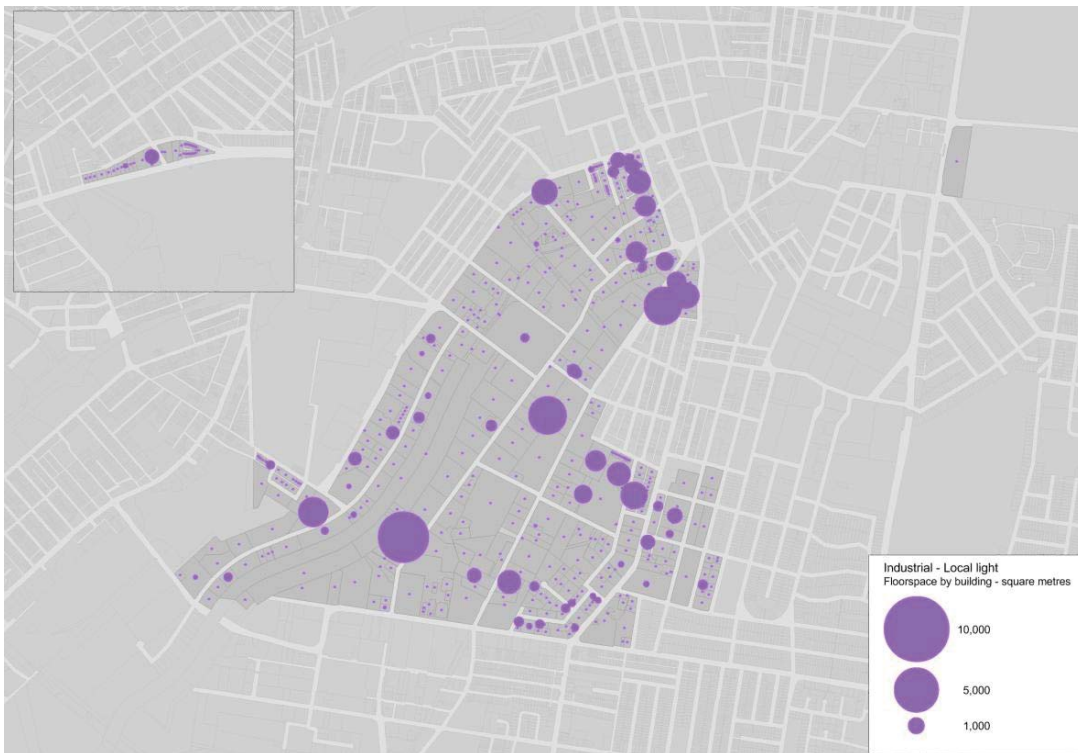 Industrial - Local light
Floorspace by building - square metres
10,000
5,000
1,000